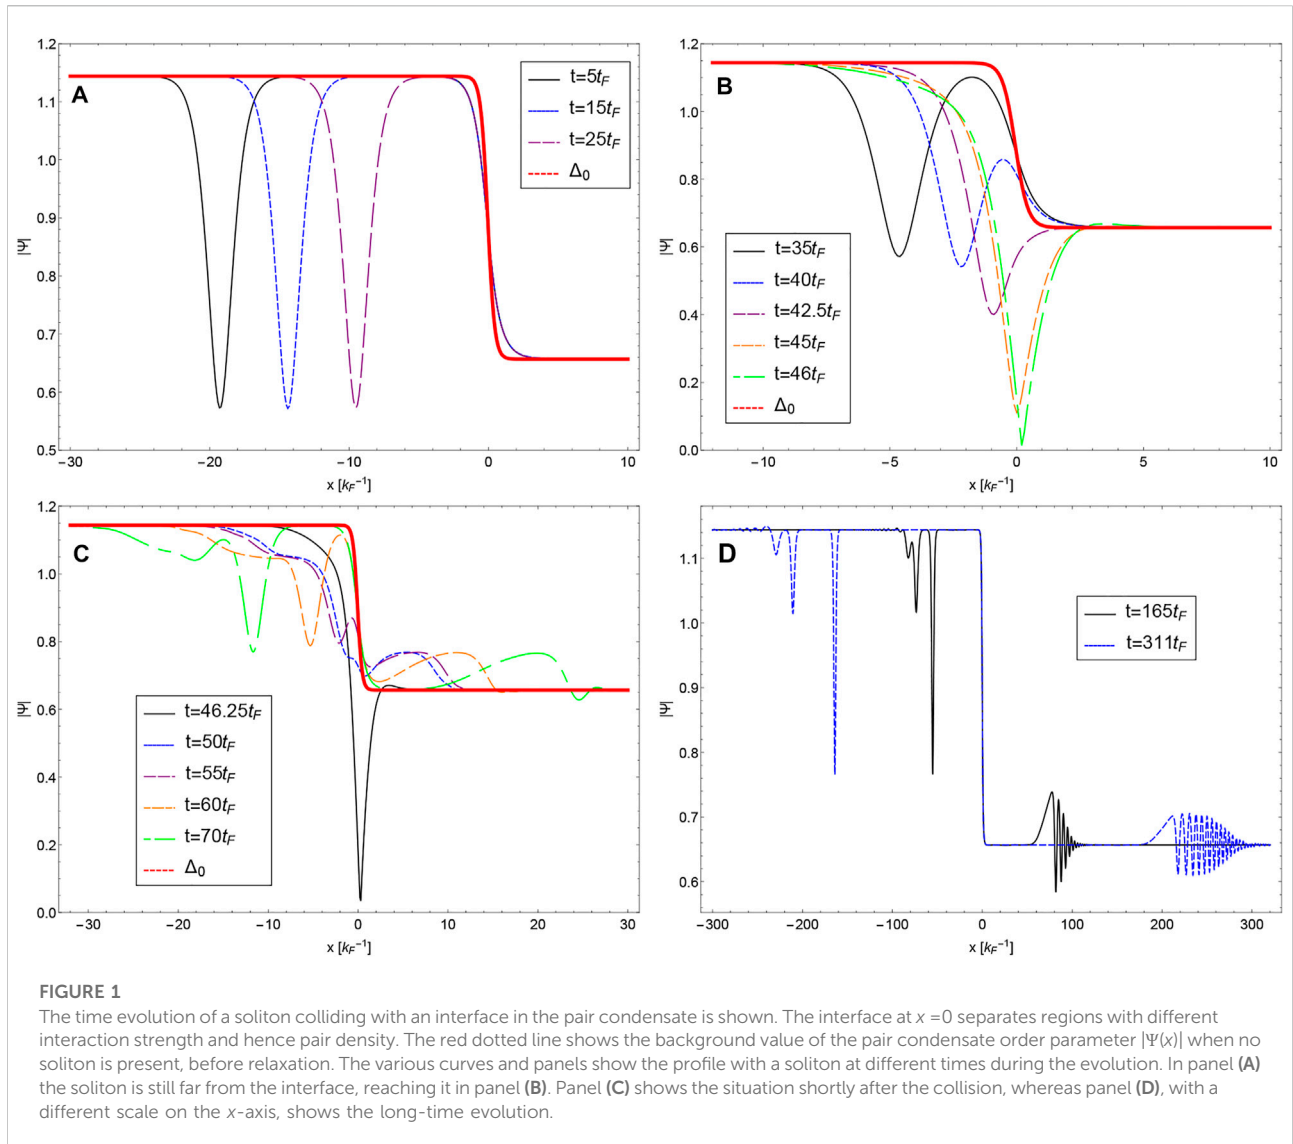 1.2
1.1
1.0
0.9
0.8
0.7
0.6
0.5
|Ψ|
A
t=5t_F
t=15t_F
t=25t_F
Δ₀
−30 −20 −10 0 10
x [k_F⁻¹]
1.2
1.0
0.8
0.6
0.4
0.2
0.0
|Ψ|
B
t=35t_F
t=40t_F
t=42.5t_F
t=45t_F
t=46t_F
Δ₀
−10 −5 0 5 10
x [k_F⁻¹]
1.2
1.0
0.8
0.6
0.4
0.2
0.0
|Ψ|
C
t=46.25t_F
t=50t_F
t=55t_F
t=60t_F
t=70t_F
Δ₀
−30 −20 −10 0 10 20 30
x [k_F⁻¹]
1.1
1.0
0.9
0.8
0.7
0.6
|Ψ|
D
t=165t_F
t=311t_F
−300 −200 −100 0 100 200 300
x [k_F⁻¹]
FIGURE 1
The time evolution of a soliton colliding with an interface in the pair condensate is shown. The interface at x =0 separates regions with different
interaction strength and hence pair density. The red dotted line shows the background value of the pair condensate order parameter |Ψ(x)| when no
soliton is present, before relaxation. The various curves and panels show the profile with a soliton at different times during the evolution. In panel (A)
the soliton is still far from the interface, reaching it in panel (B). Panel (C) shows the situation shortly after the collision, whereas panel (D), with a
different scale on the x-axis, shows the long-time evolution.